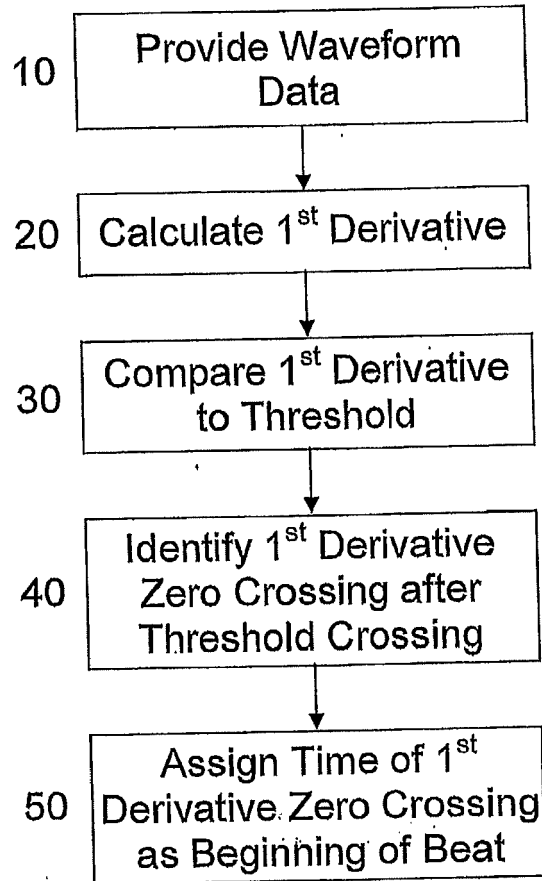 10
Provide Waveform
Data
20
Calculate 1st Derivative
30
Compare 1st Derivative
to Threshold
40
Identify 1st Derivative
Zero Crossing after
Threshold Crossing
50
Assign Time of 1st
Derivative Zero Crossing
as Beginning of Beat